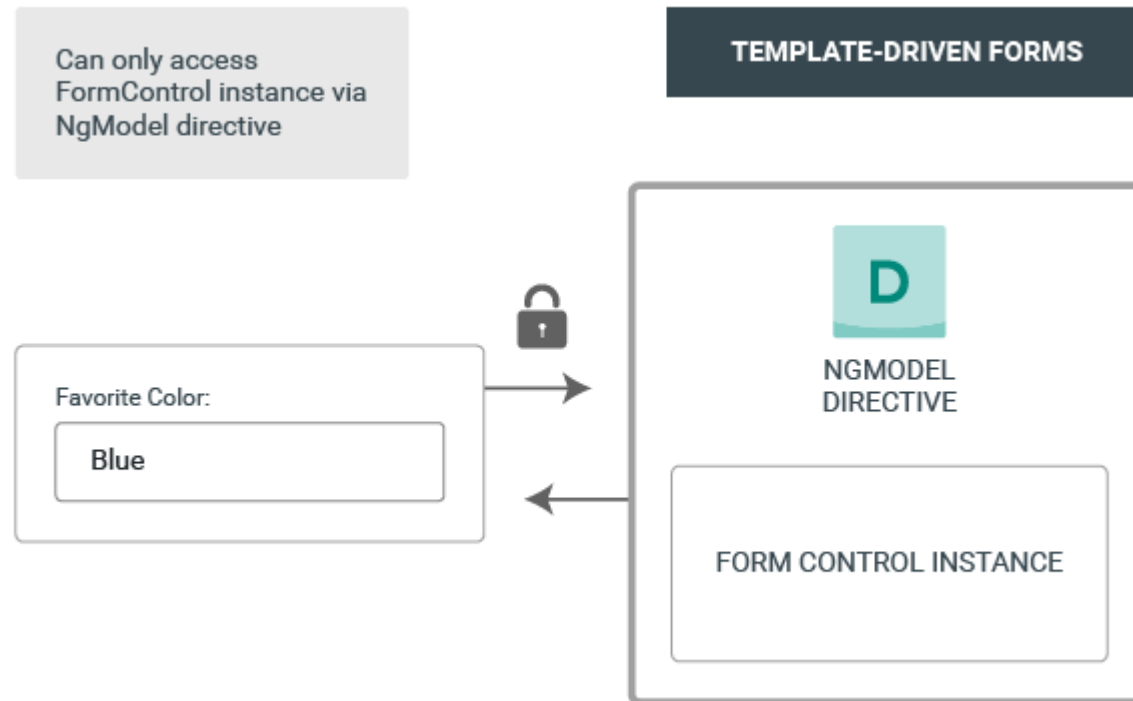 Can only access
FormControl instance via
NgModel directive
TEMPLATE-DRIVEN FORMS
D
NGMODEL
DIRECTIVE
Favorite Color:
Blue
FORM CONTROL INSTANCE